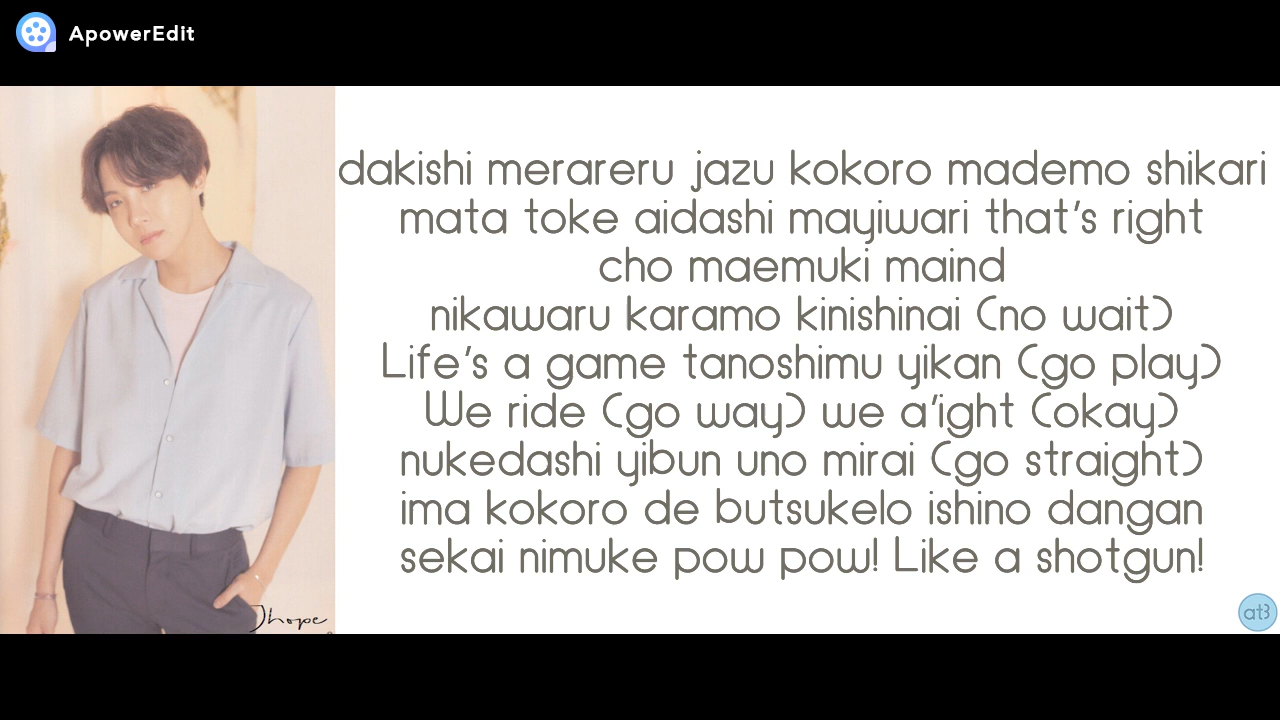 ApowerEdit
dakishi merareru jazu kokoro mademo shikari
mata toke aidashi mayiwari that's right
cho maemuki maind
nikawaru karamo kinishinai (no wait)
Life's a game tanoshimu yikan (go play)
We ride (go way) we a'ight (okay)
nukedashi yibun uno mirai (go straight)
ima kokoro de butsukelo ishino dangan
sekai nimuke pow pow! Like a shotgun!
Jhope
at3